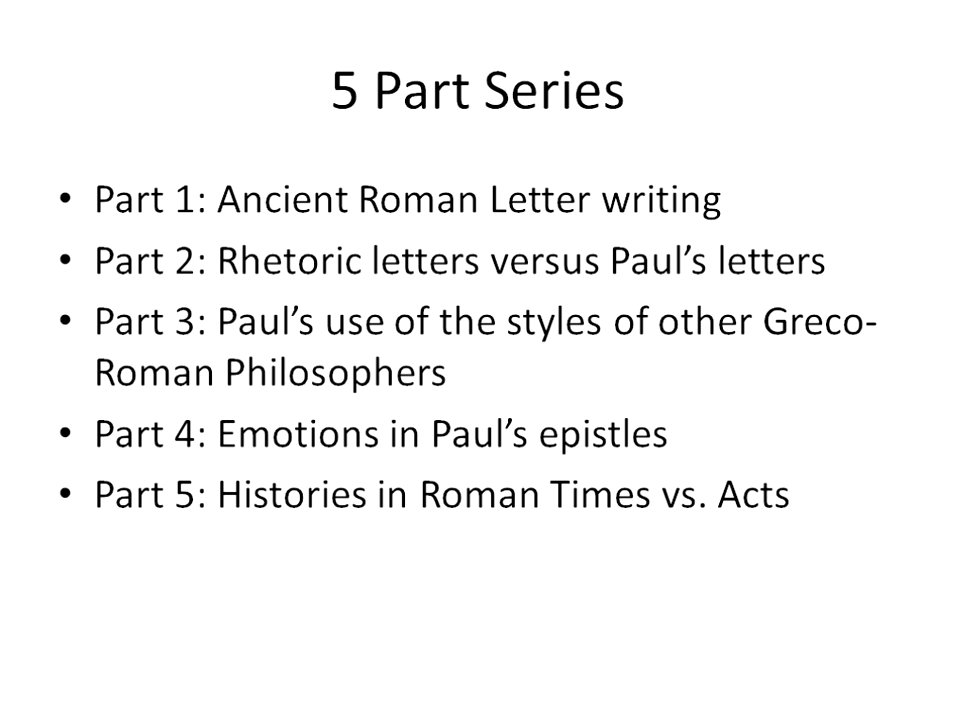 5 Part Series
• Part 1: Ancient Roman Letter writing
• Part 2: Rhetoric letters versus Paul’s letters
• Part 3: Paul’s use of the styles of other Greco-
Roman Philosophers
• Part 4: Emotions in Paul’s epistles
• Part 5: Histories in Roman Times vs. Acts